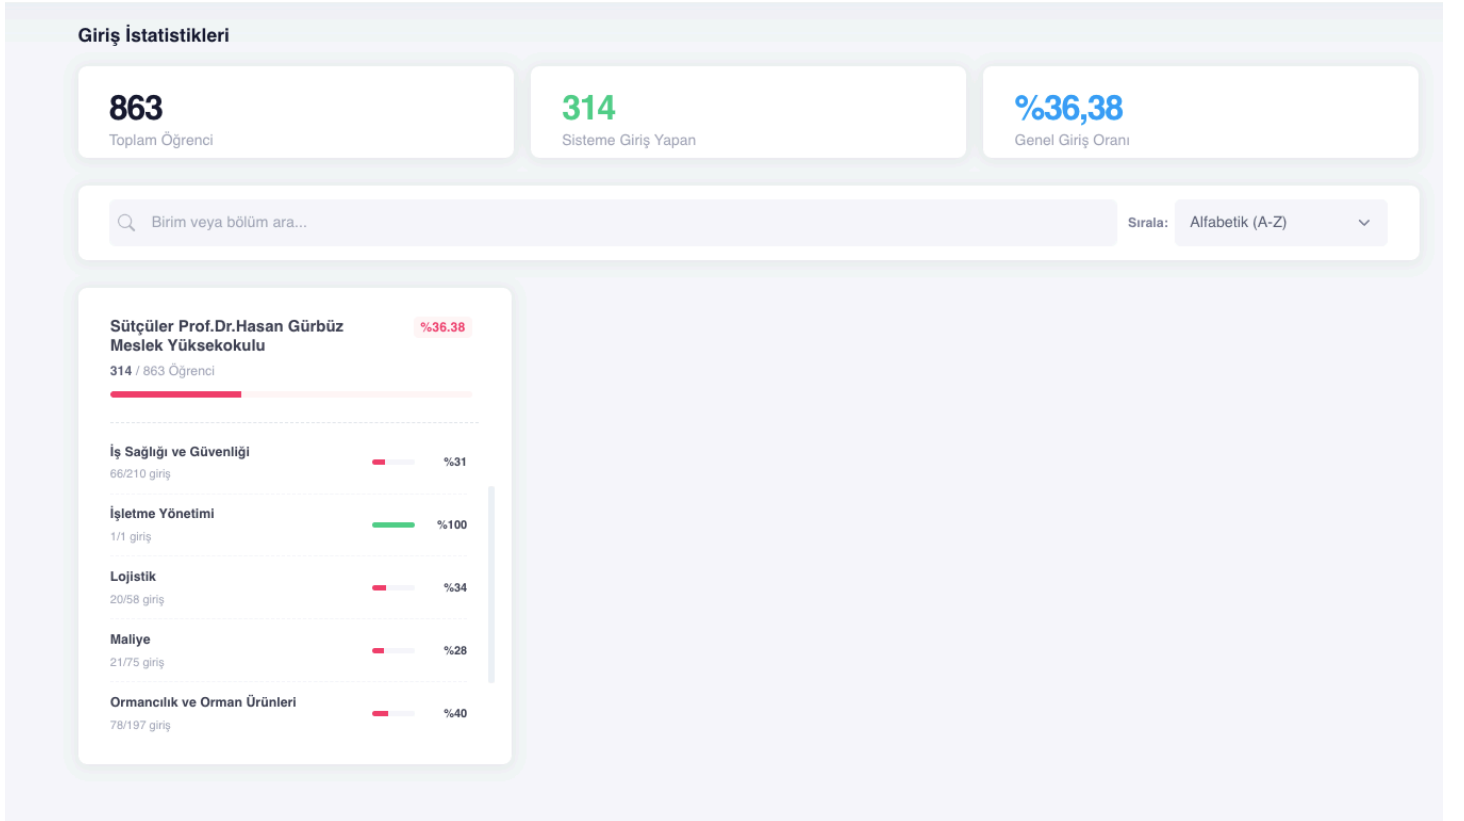 Giriş İstatistikleri
863
Toplam Öğrenci
314
Sisteme Giriş Yapan
%36,38
Genel Giriş Oranı
Birim veya bölüm ara...
Sırala:
Alfabetik (A-Z)
Sütçüler Prof.Dr.Hasan Gürbüz
Meslek Yüksekokulu
%36.38
314 / 863 Öğrenci
İş Sağlığı ve Güvenliği
66/210 giriş
%31
İşletme Yönetimi
1/1 giriş
%100
Lojistik
20/58 giriş
%34
Maliye
21/75 giriş
%28
Ormancılık ve Orman Ürünleri
78/197 giriş
%40